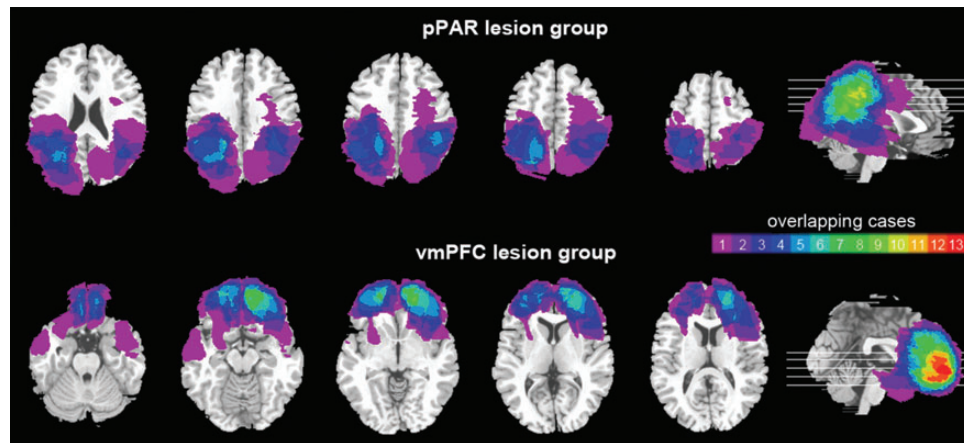 pPAR lesion group
overlapping cases
1 2 3 4 5 6 7 8 9 10 11 12 13
vmPFC lesion group